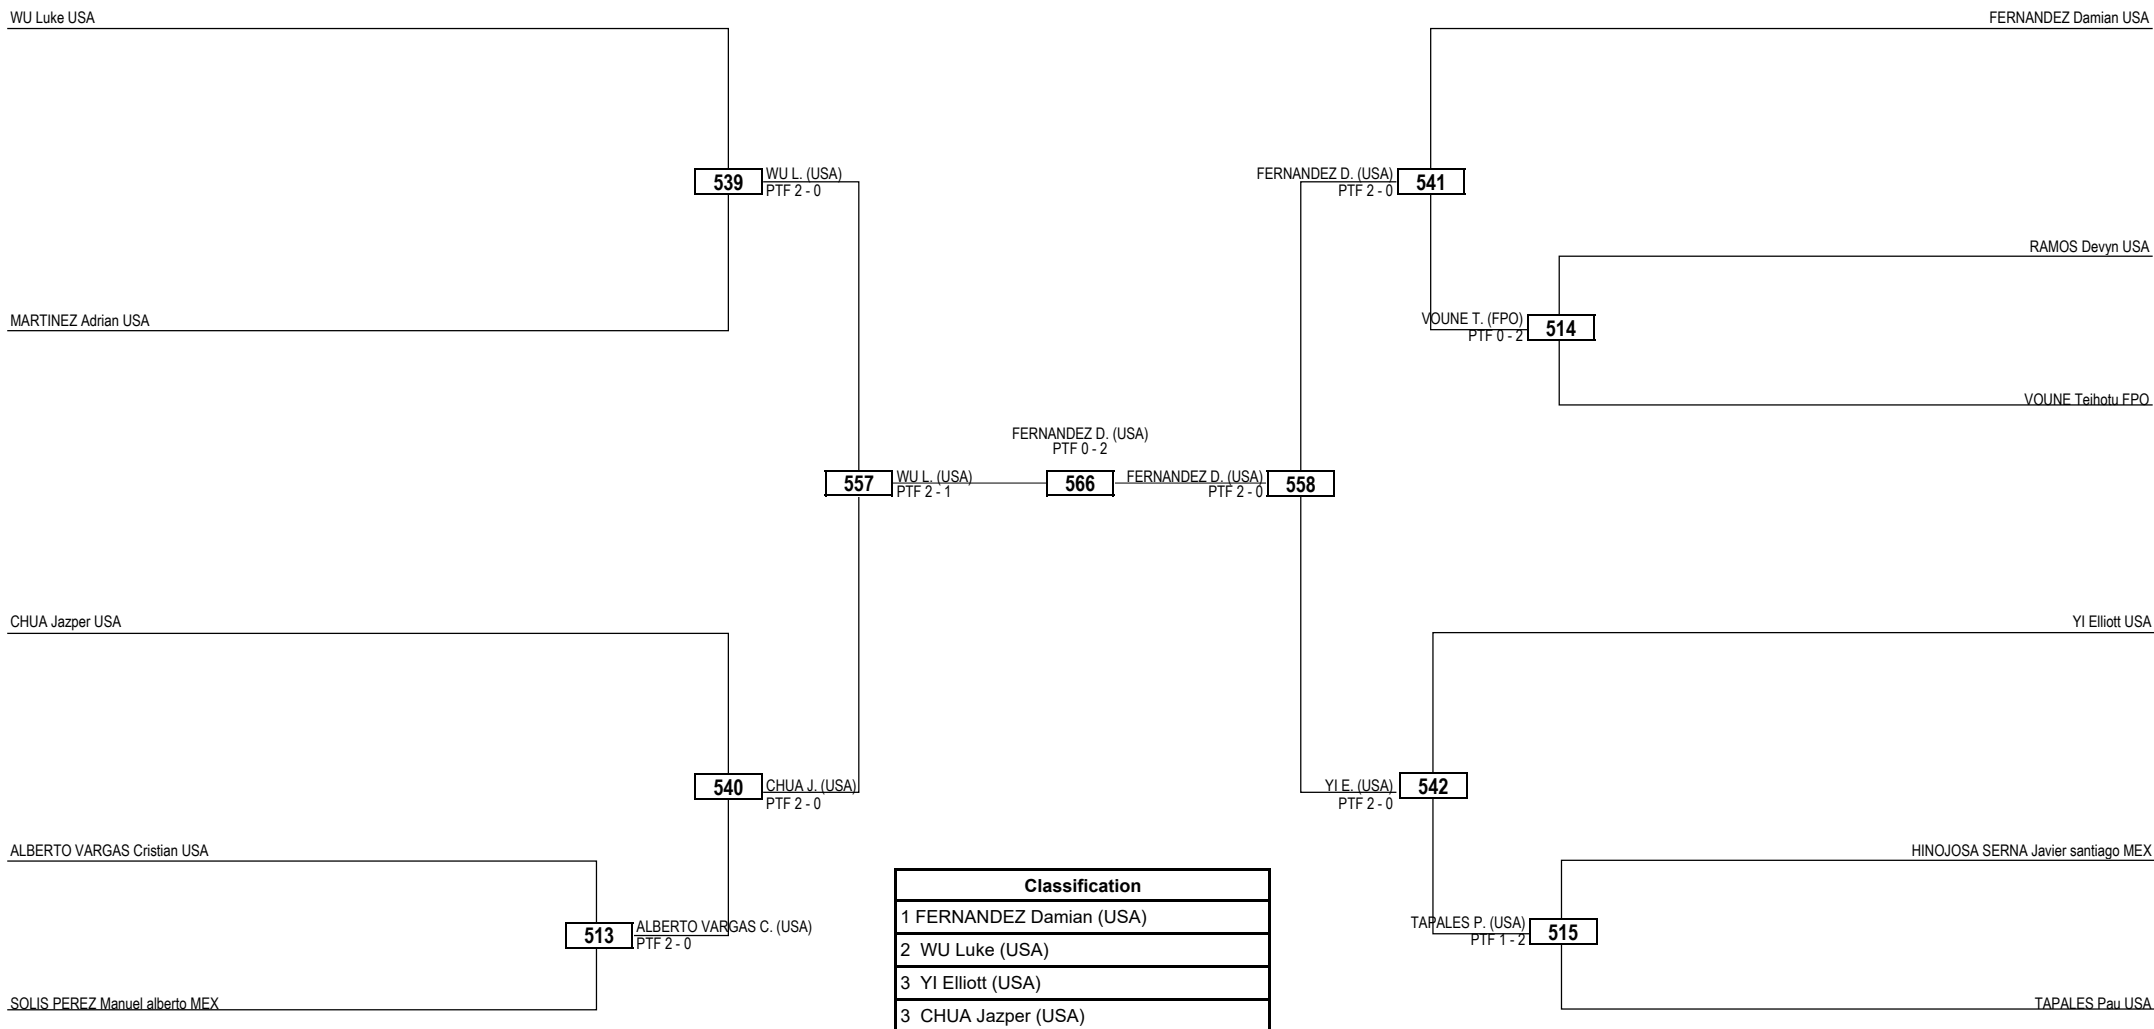 WU Luke USA
FERNANDEZ Damian USA
539
WU L. (USA)
PTF 2 - 0
FERNANDEZ D. (USA)
PTF 2 - 0
541
RAMOS Devyn USA
MARTINEZ Adrian USA
VOUNE T. (FPO)
PTF 0 - 2
514
VOUNE Teihotu FPO
FERNANDEZ D. (USA)
PTF 0 - 2
557
WU L. (USA)
PTF 2 - 1
566
FERNANDEZ D. (USA)
PTF 2 - 0
558
CHUA Jazper USA
YI Elliott USA
540
CHUA J. (USA)
PTF 2 - 0
YI E. (USA)
PTF 2 - 0
542
ALBERTO VARGAS Cristian USA
HINOJOSA SERNA Javier santiago MEX
513
ALBERTO VARGAS C. (USA)
PTF 2 - 0
TAPALES P. (USA)
PTF 1 - 2
515
SOLIS PEREZ Manuel alberto MEX
TAPALES Pau USA
Classification
1 FERNANDEZ Damian (USA)
2 WU Luke (USA)
3 YI Elliott (USA)
3 CHUA Jazper (USA)